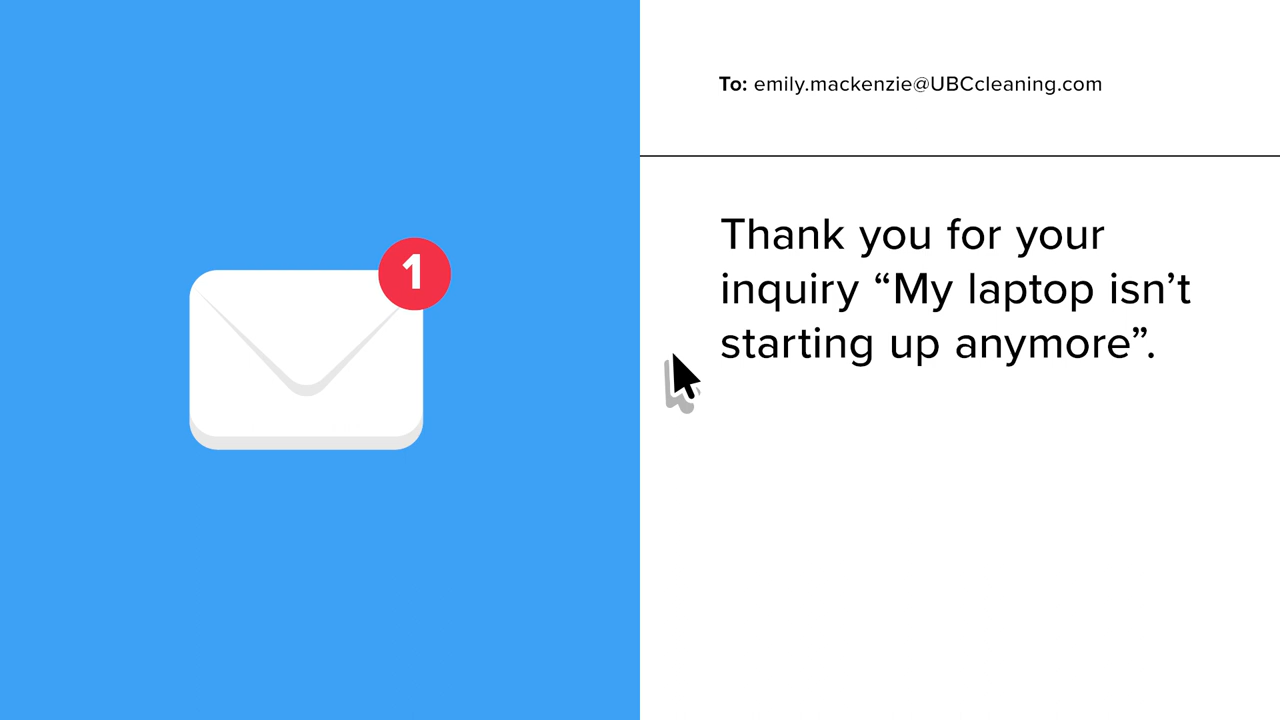 1
To: emily.mackenzie@UBCcleaning.com
Thank you for your
inquiry “My laptop isn’t
starting up anymore”.